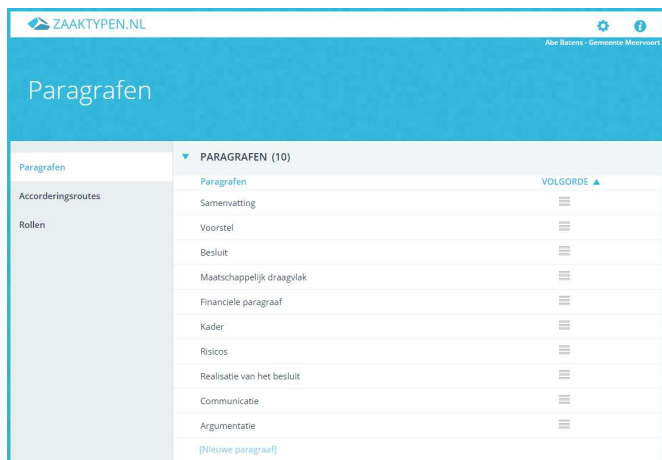 ZAAKTYPEN.NL
Abe Batens - Gemeente Meervoort
Paragrafen
Paragrafen
Accorderingsroutes
Rollen
PARAGRAFEN (10)
Paragrafen VOLGORDE
Samenvatting
Voorstel
Besluit
Maatschappelijk draagvlak
Financiele paragraaf
Kader
Risicos
Realisatie van het besluit
Communicatie
Argumentatie
[Nieuwe paragraaf]